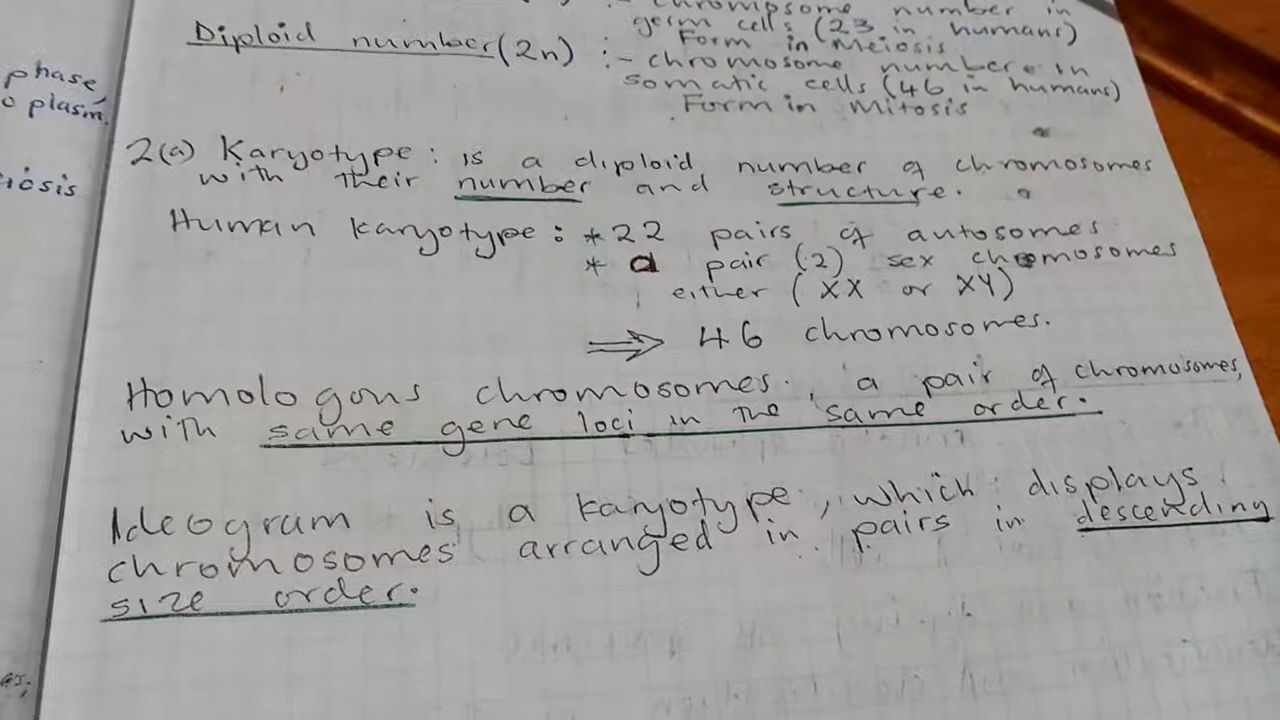 :- chromosome number in
germ cells (23 in humans)
Form in Meiosis
Diploid number (2n) :- chromosome number in
somatic cells (46 in humans)
Form in Mitosis
phase,
o plasm.
iosis
2(a) Karyotype: is a diploid number of chromosomes
with their number and structure.
Human karyotype: *22 pairs of autosomes
* a pair (2) sex chromosomes
either (XX or XY)
⇒ 46 chromosomes.
Homologous chromosomes: a pair of chromosomes,
with same gene loci in the same order.
Ideogram is a karyotype, which displays
chromosomes arranged in pairs in descending
size order.